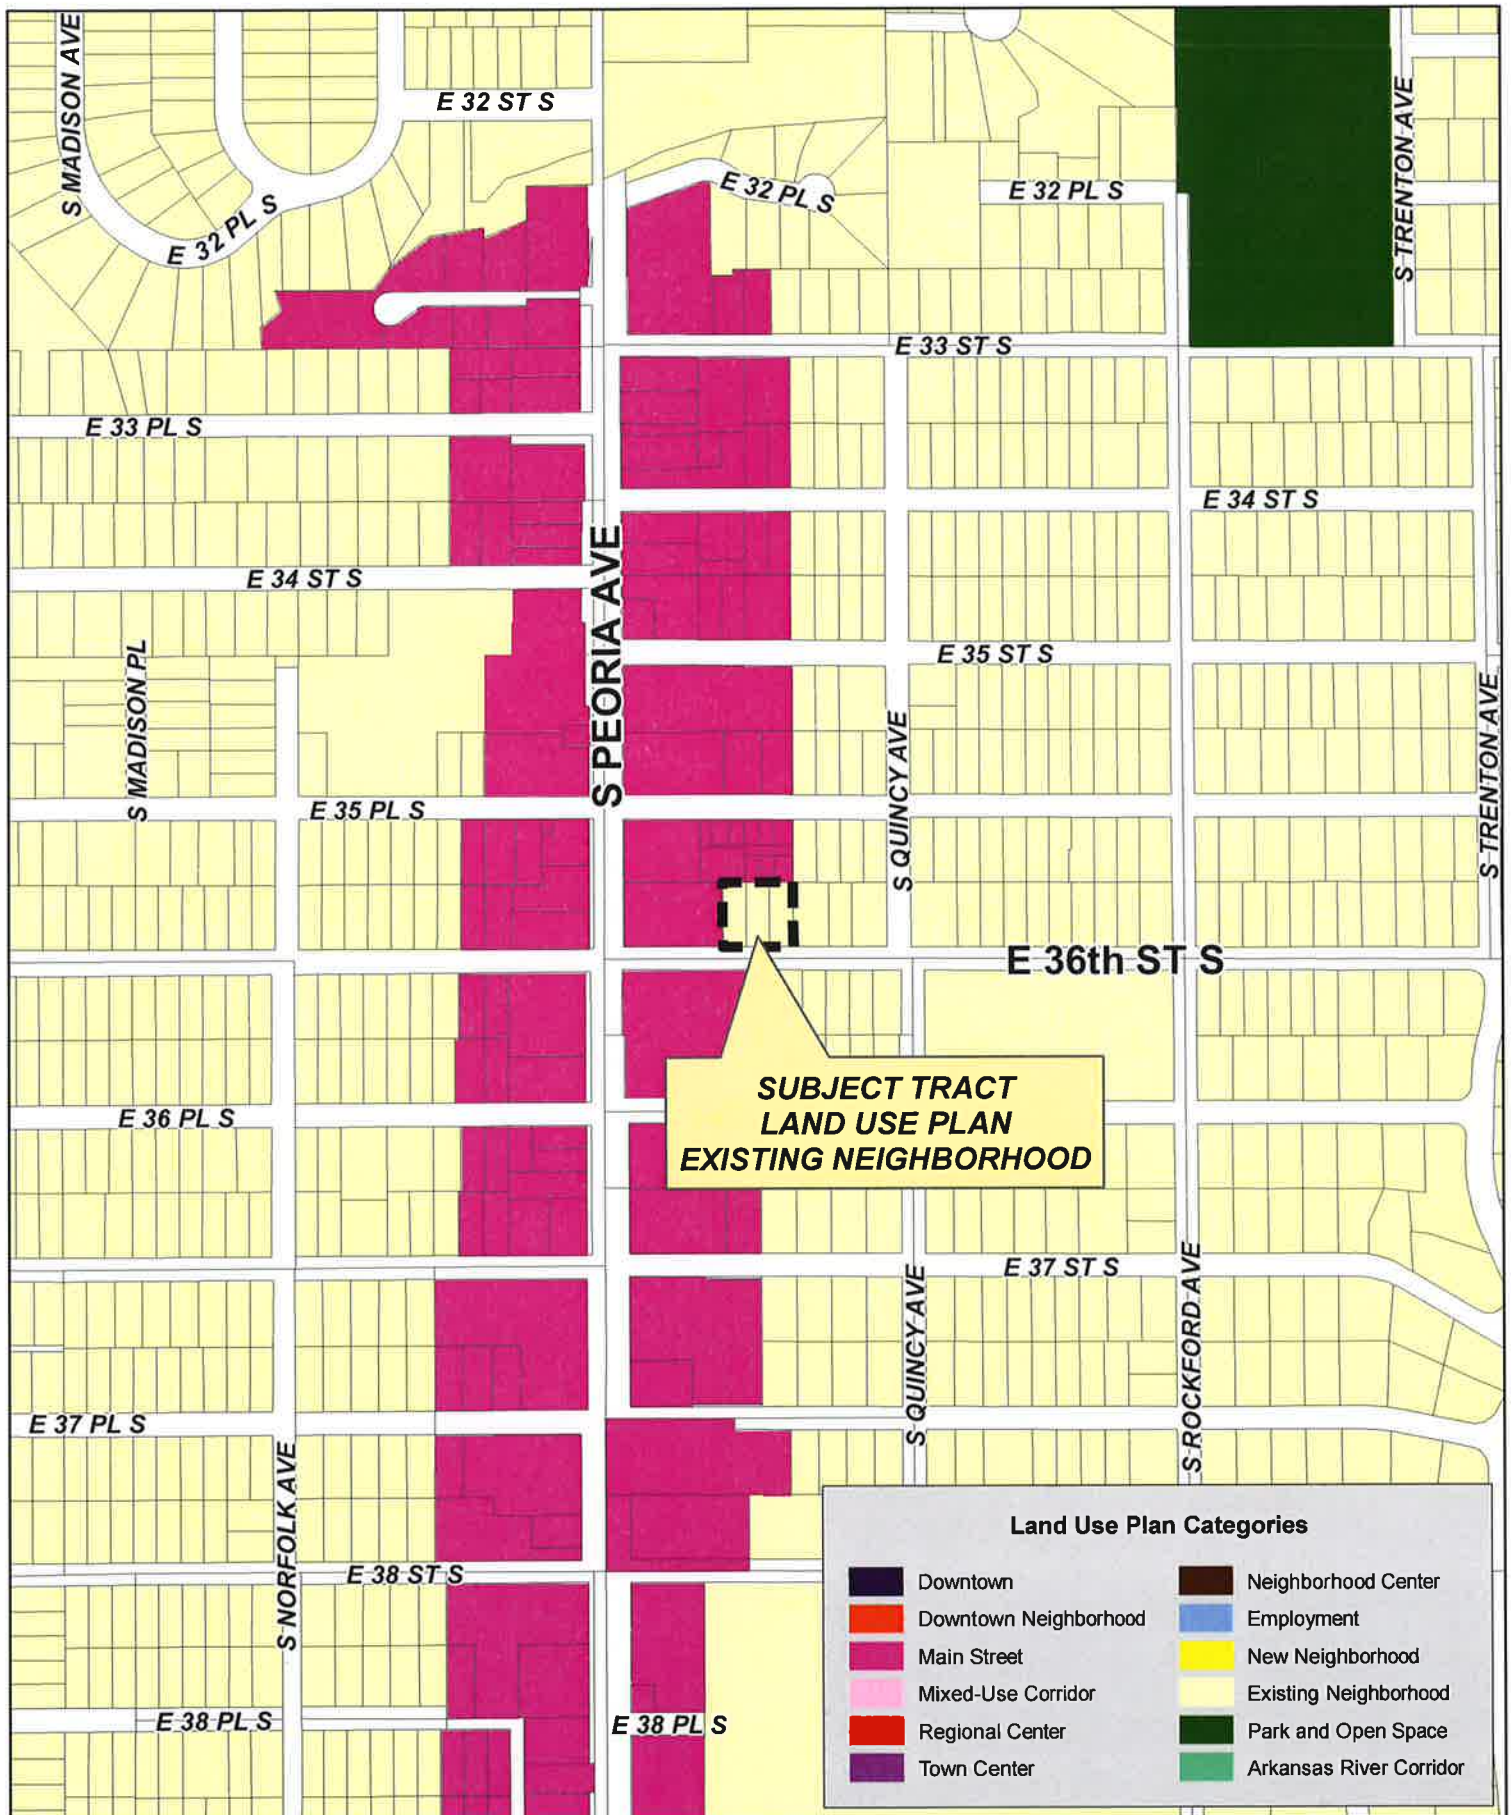 S MADISON AVE
E 32 ST S
S TRENTON AVE
E 32 PL S
E 32 PL S
E 32 PL S
E 33 ST S
E 33 PL S
E 34 ST S
S PEORIA AVE
E 34 ST S
S MADISON PL
E 35 ST S
S TRENTON AVE
S QUINCY AVE
E 35 PL S
E 36th ST S
SUBJECT TRACT
LAND USE PLAN
EXISTING NEIGHBORHOOD
E 36 PL S
E 37 ST S
S QUINCY AVE
S ROCKFORD AVE
E 37 PL S
S NORFOLK AVE
E 38 ST S
E 38 PL S
E 38 PL S
Land Use Plan Categories
Downtown
Downtown Neighborhood
Main Street
Mixed-Use Corridor
Regional Center
Town Center
Neighborhood Center
Employment
New Neighborhood
Existing Neighborhood
Park and Open Space
Arkansas River Corridor